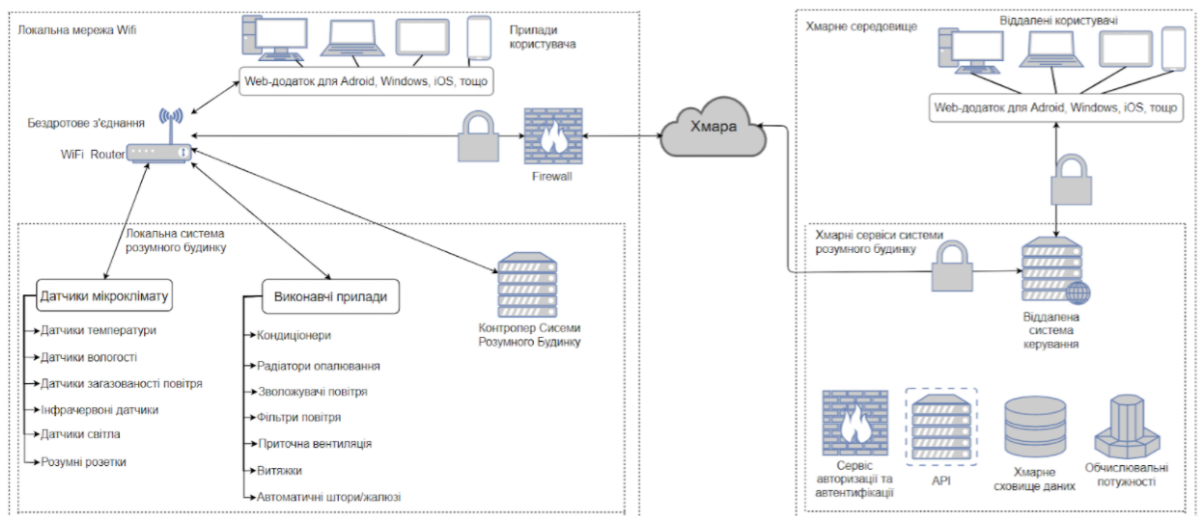 Локальна мережа Wifi
Прилади
користувача
Web-додаток для Adroid, Windows, iOS, тощо
Бездротове з'єднання
WiFi Router
Firewall
Локальна система
розумного будинку
Датчики мікроклімату
Датчики температури
Датчики вологості
Датчики загазованості повітря
Інфрачервоні датчики
Датчики світла
Розумні розетки
Виконавчі прилади
Кондиціонери
Радіатори опалювання
Зволожувачі повітря
Фільтри повітря
Приточна вентиляція
Витяжки
Автоматичні штори/жалюзі
Контролер Сисеми
Розумного Будинку
Хмара
Хмарне середовище
Віддалені користувачі
Web-додаток для Adroid, Windows, iOS, тощо
Хмарні сервіси системи
розумного будинку
Віддалена
система
керування
Сервіс
авторизації та
автентифікації
API
Хмарне
сховище даних
Обчислювальні
потужності